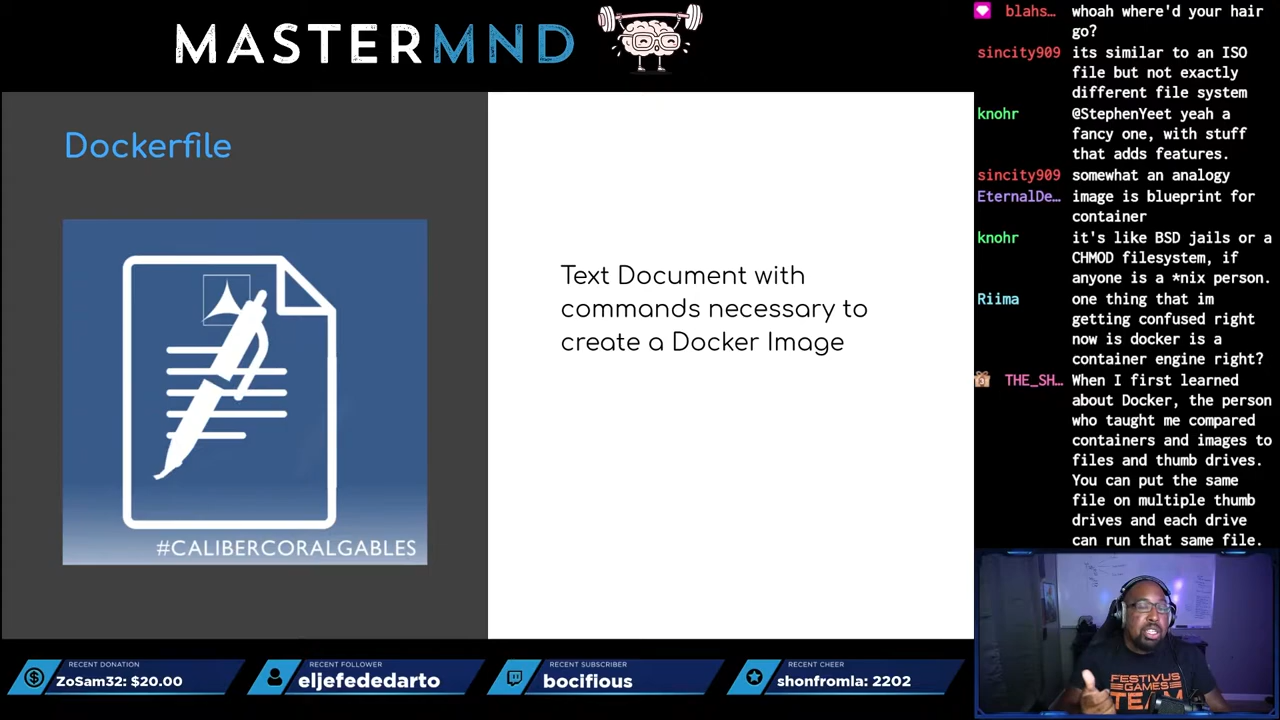 MASTERMND
Dockerfile
#CALIBERCORALGABLES
Text Document with
commands necessary to
create a Docker Image
blahs… whoah where'd your hair
go?
sincity909 its similar to an ISO
file but not exactly
different file system
knohr @StephenYeet yeah a
fancy one, with stuff
that adds features.
sincity909 somewhat an analogy
EternalDe… image is blueprint for
container
knohr it's like BSD jails or a
CHMOD filesystem, if
anyone is a *nix person.
Riima one thing that im
getting confused right
now is docker is a
container engine right?
THE_SH… When I first learned
about Docker, the person
who taught me compared
containers and images to
files and thumb drives.
You can put the same
file on multiple thumb
drives and each drive
can run that same file.
FESTIVUS
GAMES
TEAM
RECENT DONATION
ZoSam32: $20.00
RECENT FOLLOWER
eljefededarto
RECENT SUBSCRIBER
bocifious
RECENT CHEER
shonfromla: 2202